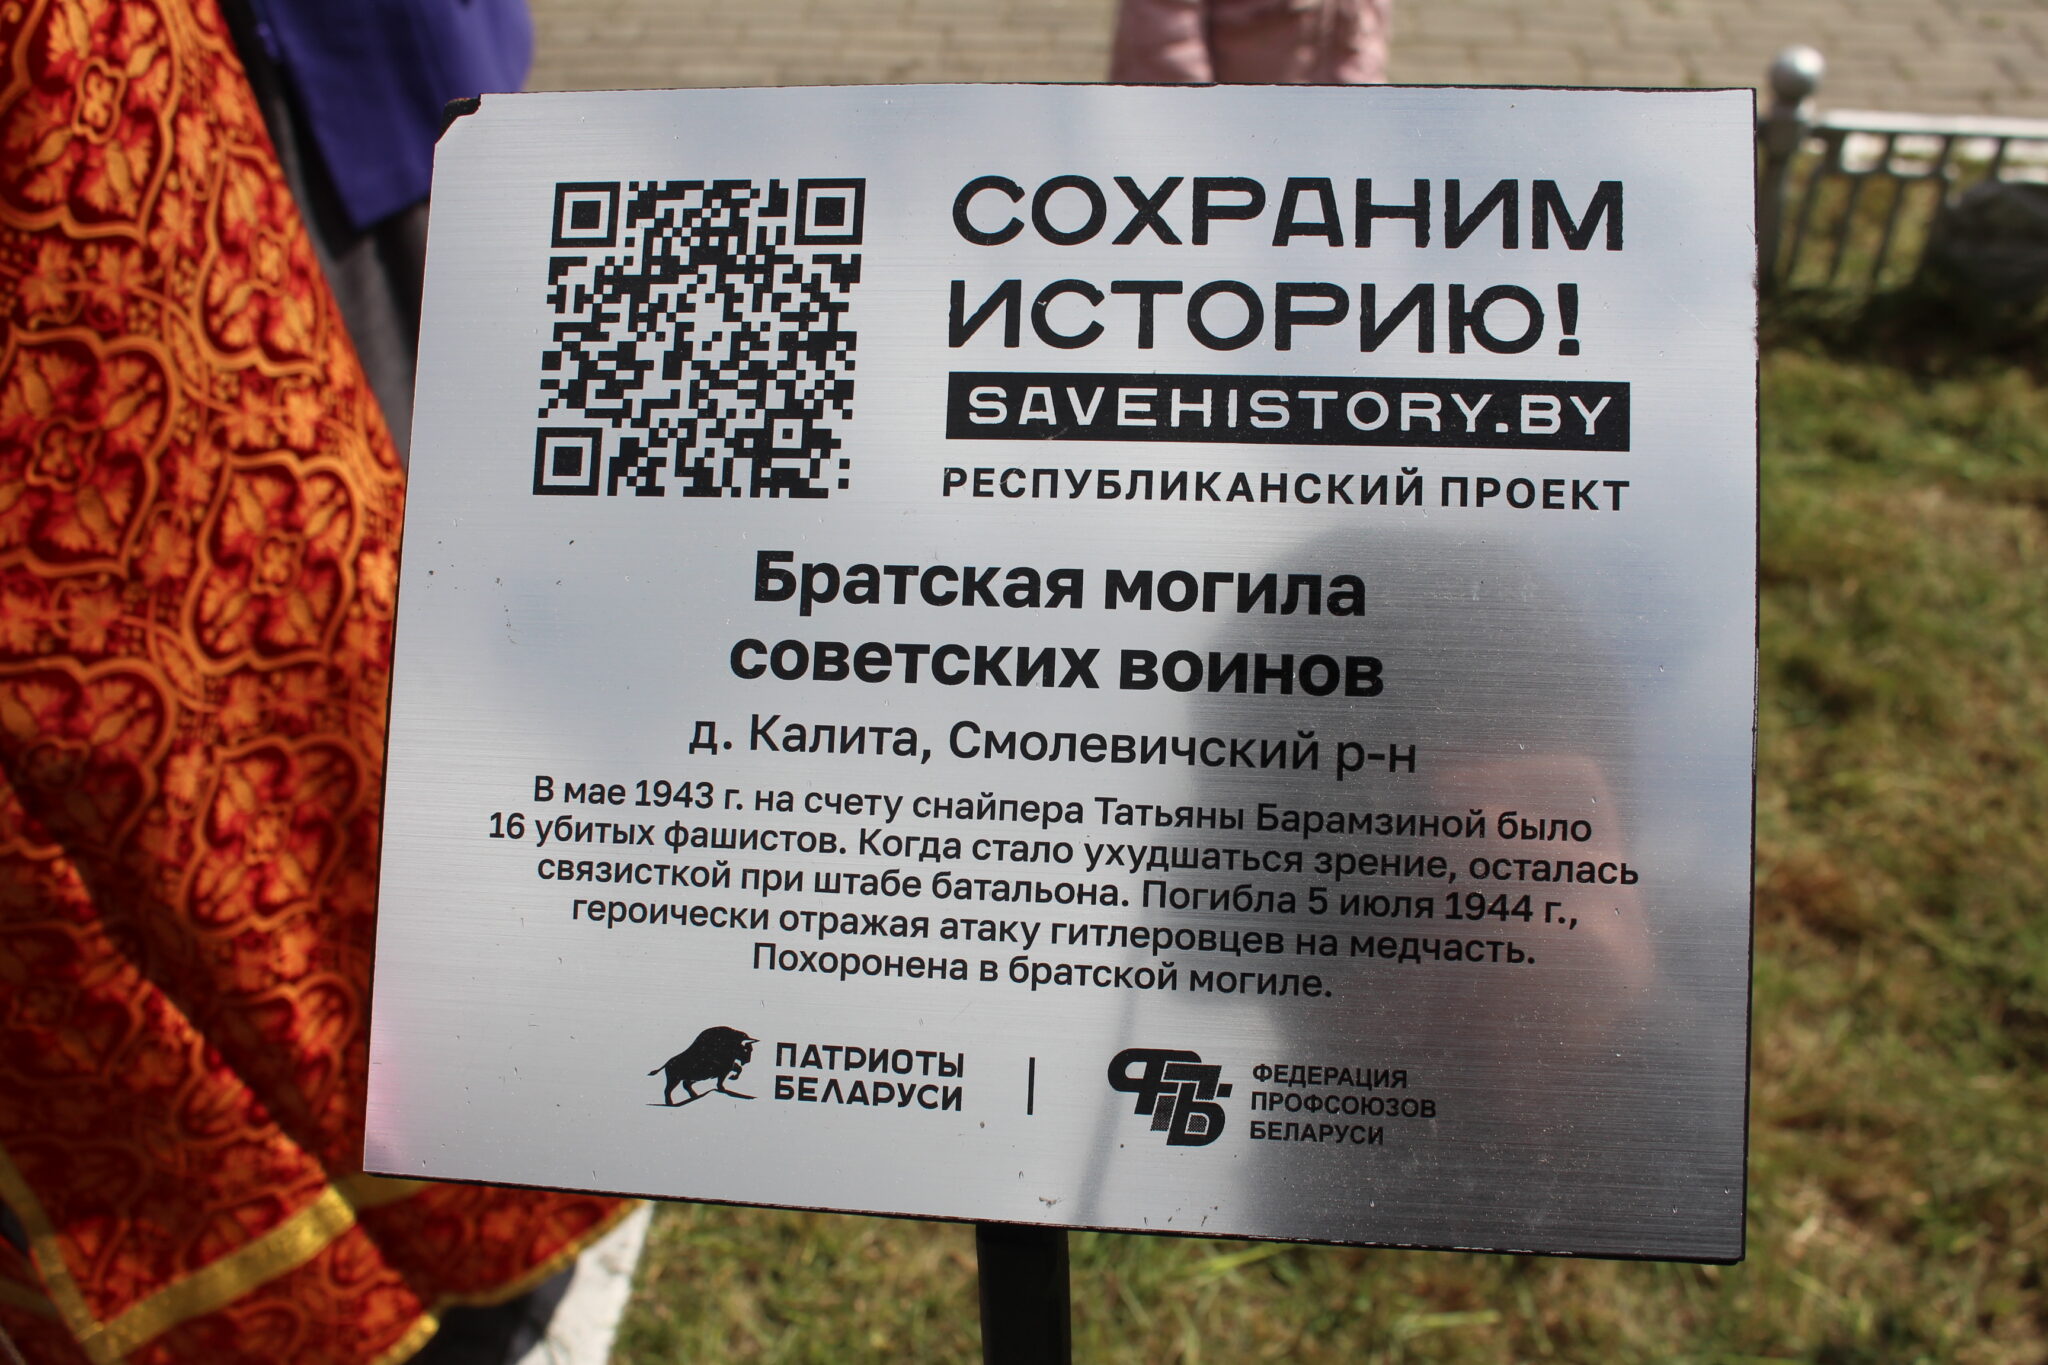 СОХРАНИМ
ИСТОРИЮ!
SAVEHISTORY.BY
РЕСПУБЛИКАНСКИЙ ПРОЕКТ
Братская могила
советских воинов
д. Калита, Смолевичский р-н
В мае 1943 г. на счету снайпера Татьяны Барамзиной было
16 убитых фашистов. Когда стало ухудшаться зрение, осталась
связисткой при штабе батальона. Погибла 5 июля 1944 г.,
героически отражая атаку гитлеровцев на медчасть.
Похоронена в братской могиле.
ПАТРИОТЫ
БЕЛАРУСИ
ФПБ
ФЕДЕРАЦИЯ
ПРОФСОЮЗОВ
БЕЛАРУСИ